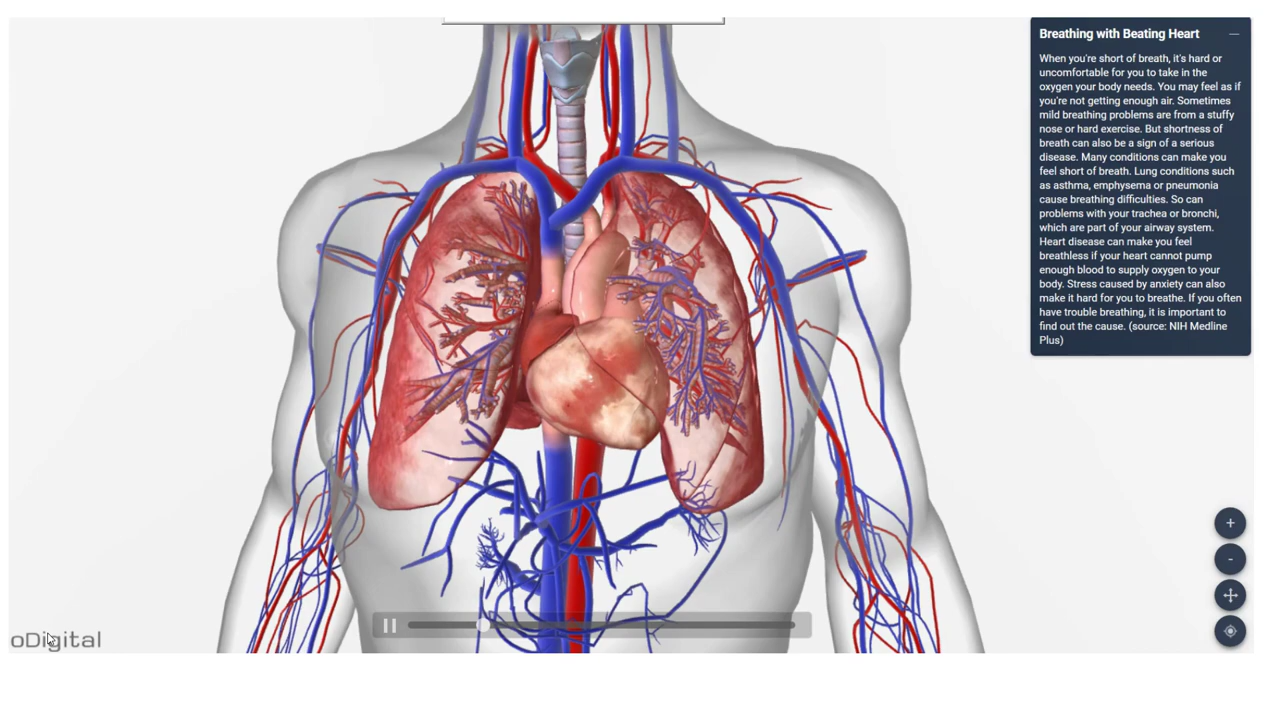 Breathing with Beating Heart
When you're short of breath, it's hard or
uncomfortable for you to take in the
oxygen your body needs. You may feel as if
you're not getting enough air. Sometimes
mild breathing problems are from a stuffy
nose or hard exercise. But shortness of
breath can also be a sign of a serious
disease. Many conditions can make you
feel short of breath. Lung conditions such
as asthma, emphysema or pneumonia
cause breathing difficulties. So can
problems with your trachea or bronchi,
which are part of your airway system.
Heart disease can make you feel
breathless if your heart cannot pump
enough blood to supply oxygen to your
body. Stress caused by anxiety can also
make it hard for you to breathe. If you often
have trouble breathing, it is important to
find out the cause. (source: NIH Medline
Plus)
+
-
oDigital